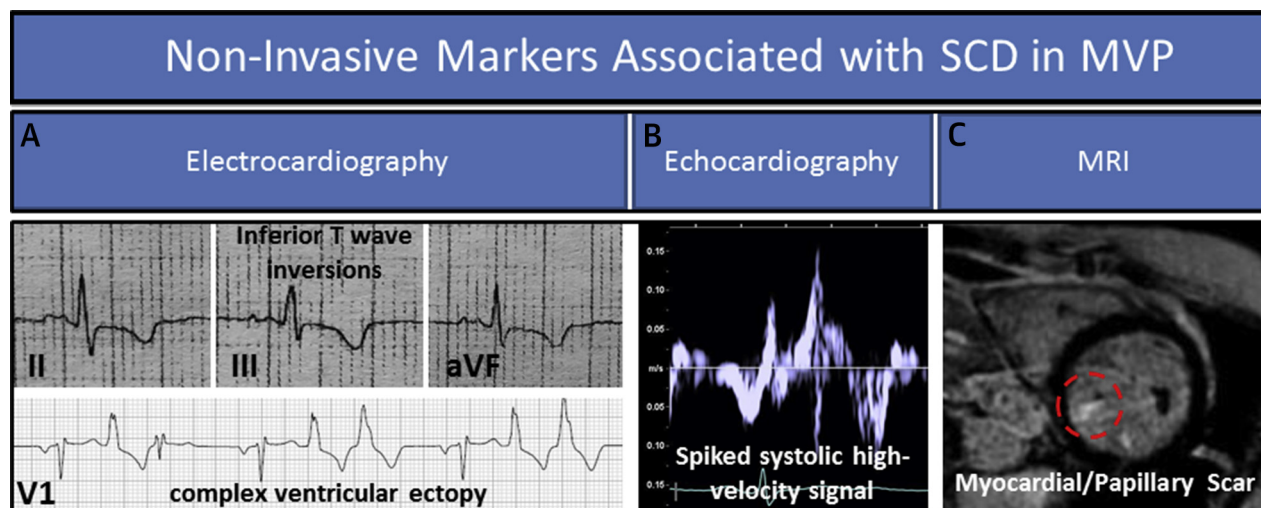 Non-Invasive Markers Associated with SCD in MVP
A
Electrocardiography
B
Echocardiography
C
MRI
Inferior T wave
inversions
II
III
aVF
V1
complex ventricular ectopy
0.15
0.10
0.05
m/s
0.05
0.10
0.15
Spiked systolic high-
velocity signal
Myocardial/Papillary Scar